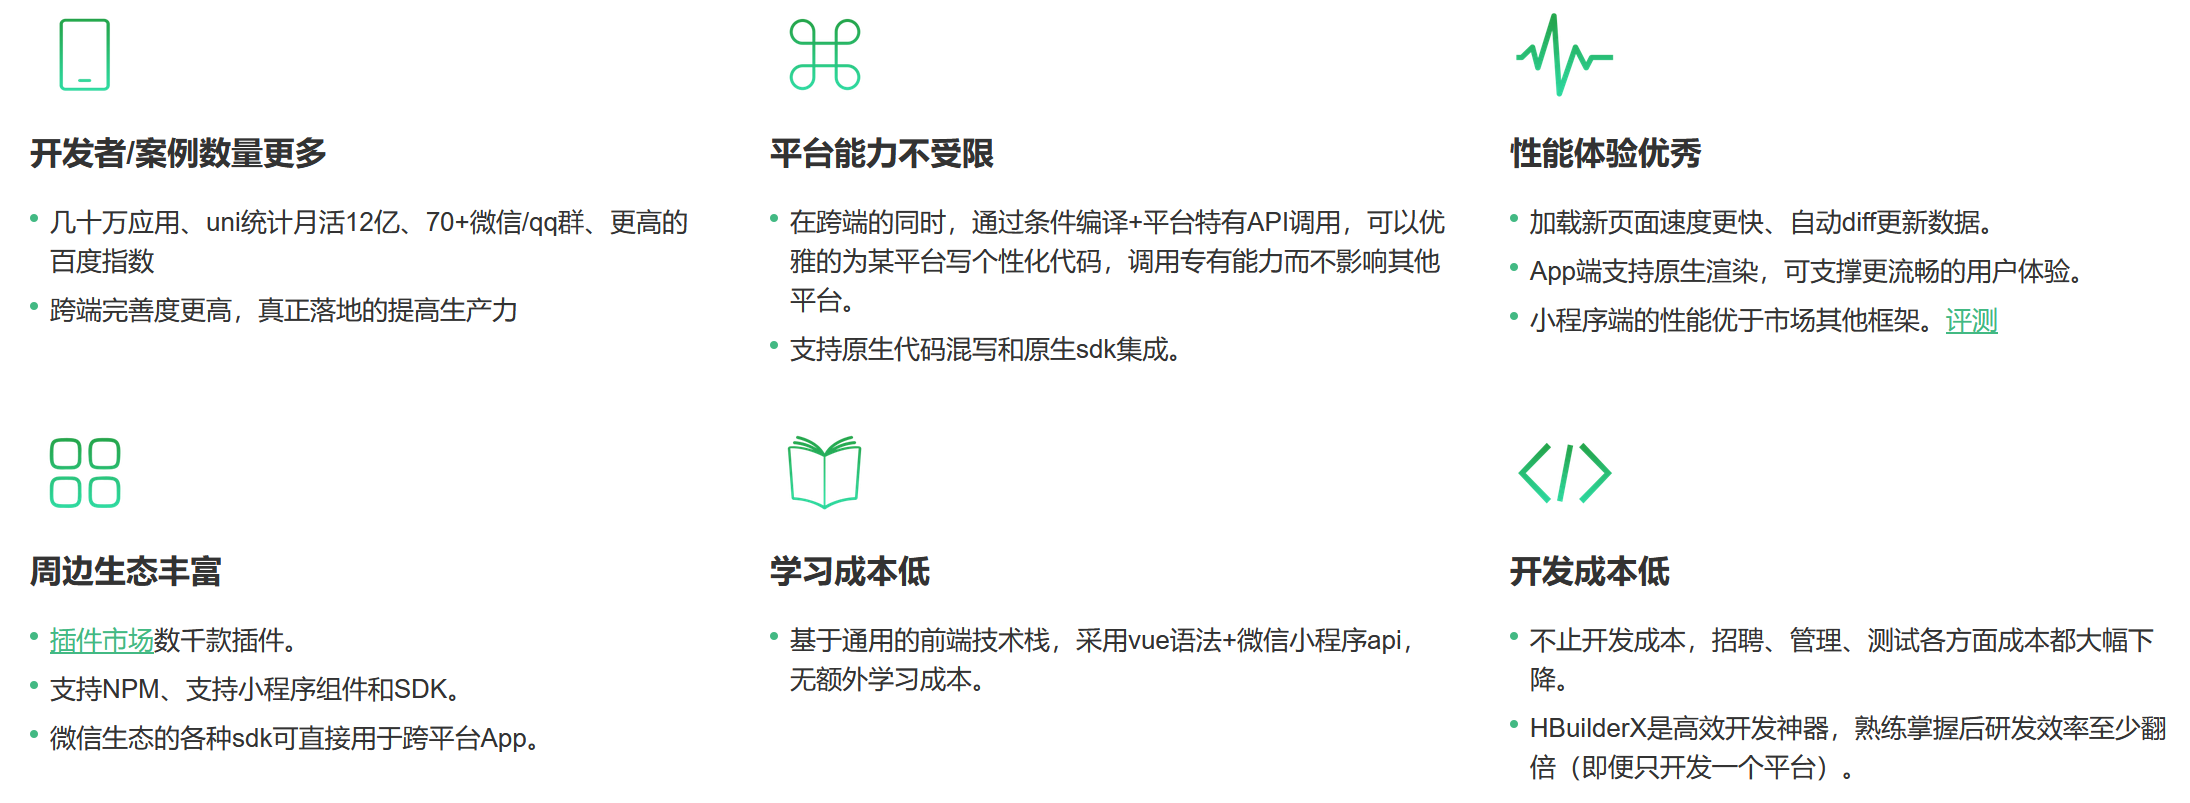 开发者/案例数量更多
几十万应用、uni统计月活12亿、70+微信/qq群、更高的
百度指数
跨端完善度更高，真正落地的提高生产力
平台能力不受限
在跨端的同时，通过条件编译+平台特有API调用，可以优
雅的为某平台写个性化代码，调用专有能力而不影响其他
平台。
支持原生代码混写和原生sdk集成。
性能体验优秀
加载新页面速度更快、自动diff更新数据。
App端支持原生渲染，可支撑更流畅的用户体验。
小程序端的性能优于市场其他框架。评测
周边生态丰富
插件市场数千款插件。
支持NPM、支持小程序组件和SDK。
微信生态的各种sdk可直接用于跨平台App。
学习成本低
基于通用的前端技术栈，采用vue语法+微信小程序api，
无额外学习成本。
开发成本低
不止开发成本，招聘、管理、测试各方面成本都大幅下
降。
HBuilderX是高效开发神器，熟练掌握后研发效率至少翻
倍（即便只开发一个平台）。